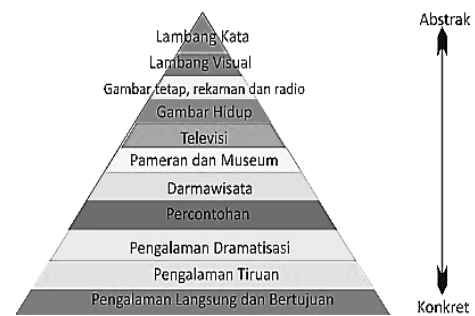 Abstrak
Lambang Kata
Lambang Visual
Gambar tetap, rekaman dan radio
Gambar Hidup
Televisi
Pameran dan Museum
Darmawisata
Percontohan
Pengalaman Dramatisasi
Pengalaman Tiruan
Pengalaman Langsung dan Bertujuan
Konkret